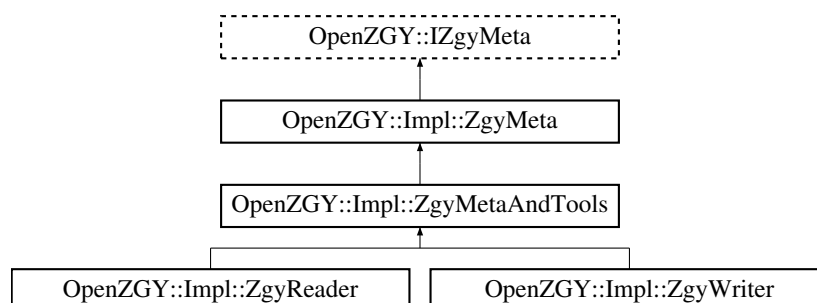 OpenZGY::IZgyMeta
OpenZGY::Impl::ZgyMeta
OpenZGY::Impl::ZgyMetaAndTools
OpenZGY::Impl::ZgyReader
OpenZGY::Impl::ZgyWriter